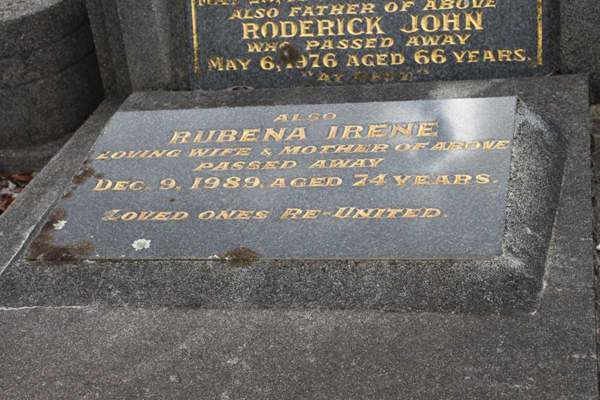 ALSO FATHER OF ABOVE
RODERICK JOHN
WHO PASSED AWAY
MAY 6, 1976 AGED 66 YEARS.
ALSO
RUBENA IRENE
LOVING WIFE & MOTHER OF ABOVE
PASSED AWAY
DEC. 9, 1989, AGED 74 YEARS.
LOVED ONES RE-UNITED.